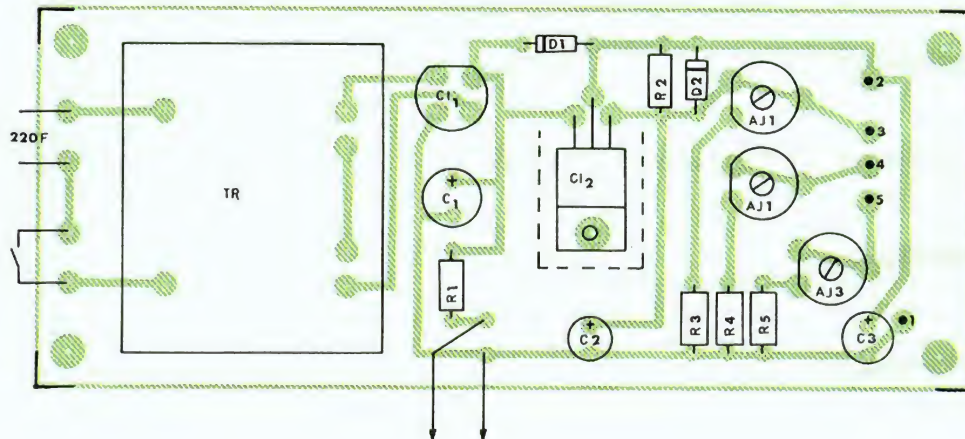 D1
R2
D2
CI1
AJ1
2
220F
3
TR
CI2
4
C1
AJ1
5
R1
AJ3
R3
R4
R5
C2
C3
1
+
+
+